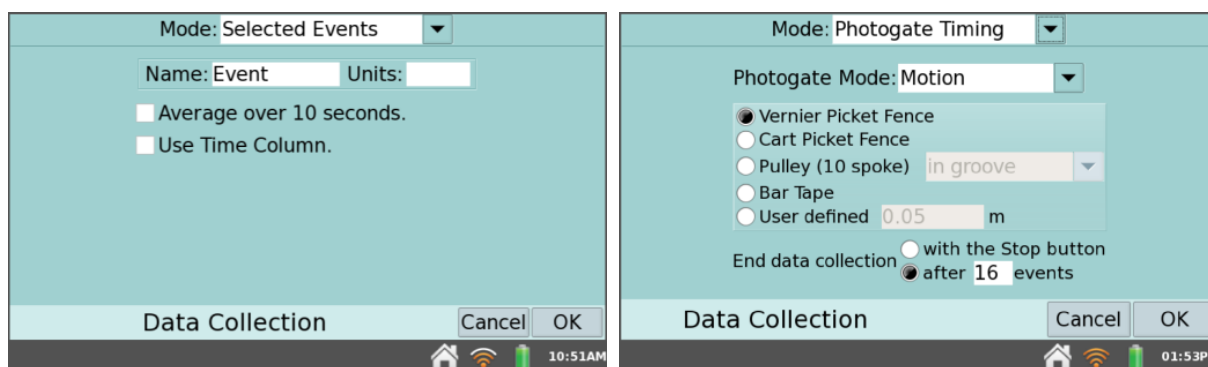 Mode: Selected Events
Name: Event Units:
Average over 10 seconds.
Use Time Column.
Data Collection Cancel OK
10:51AM
Mode: Photogate Timing
Photogate Mode: Motion
Vernier Picket Fence
Cart Picket Fence
Pulley (10 spoke) in groove
Bar Tape
User defined 0.05 m
End data collection
with the Stop button
after 16 events
Data Collection Cancel OK
01:53P